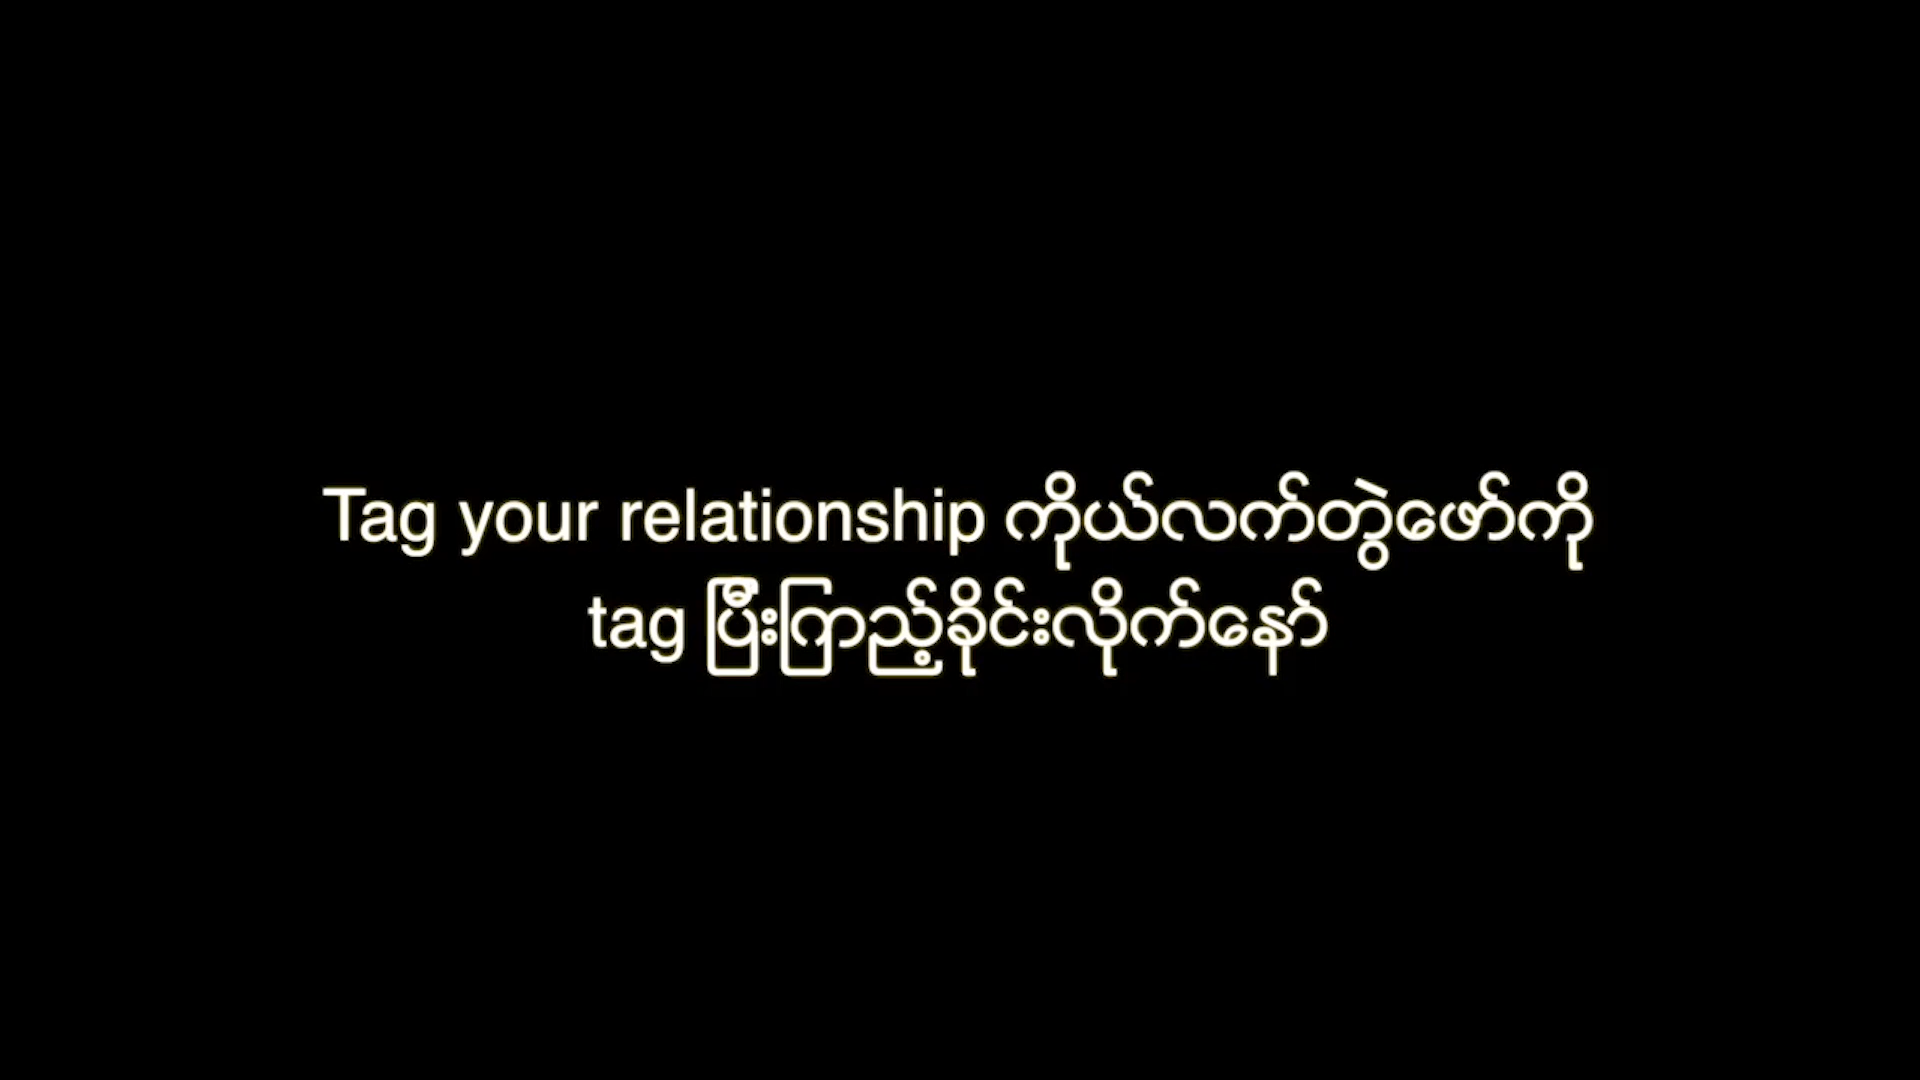 Tag your relationship ကိုယ်လက်တွဲဖော်ကို
tag ပြီးကြည့်ခိုင်းလိုက်နော်